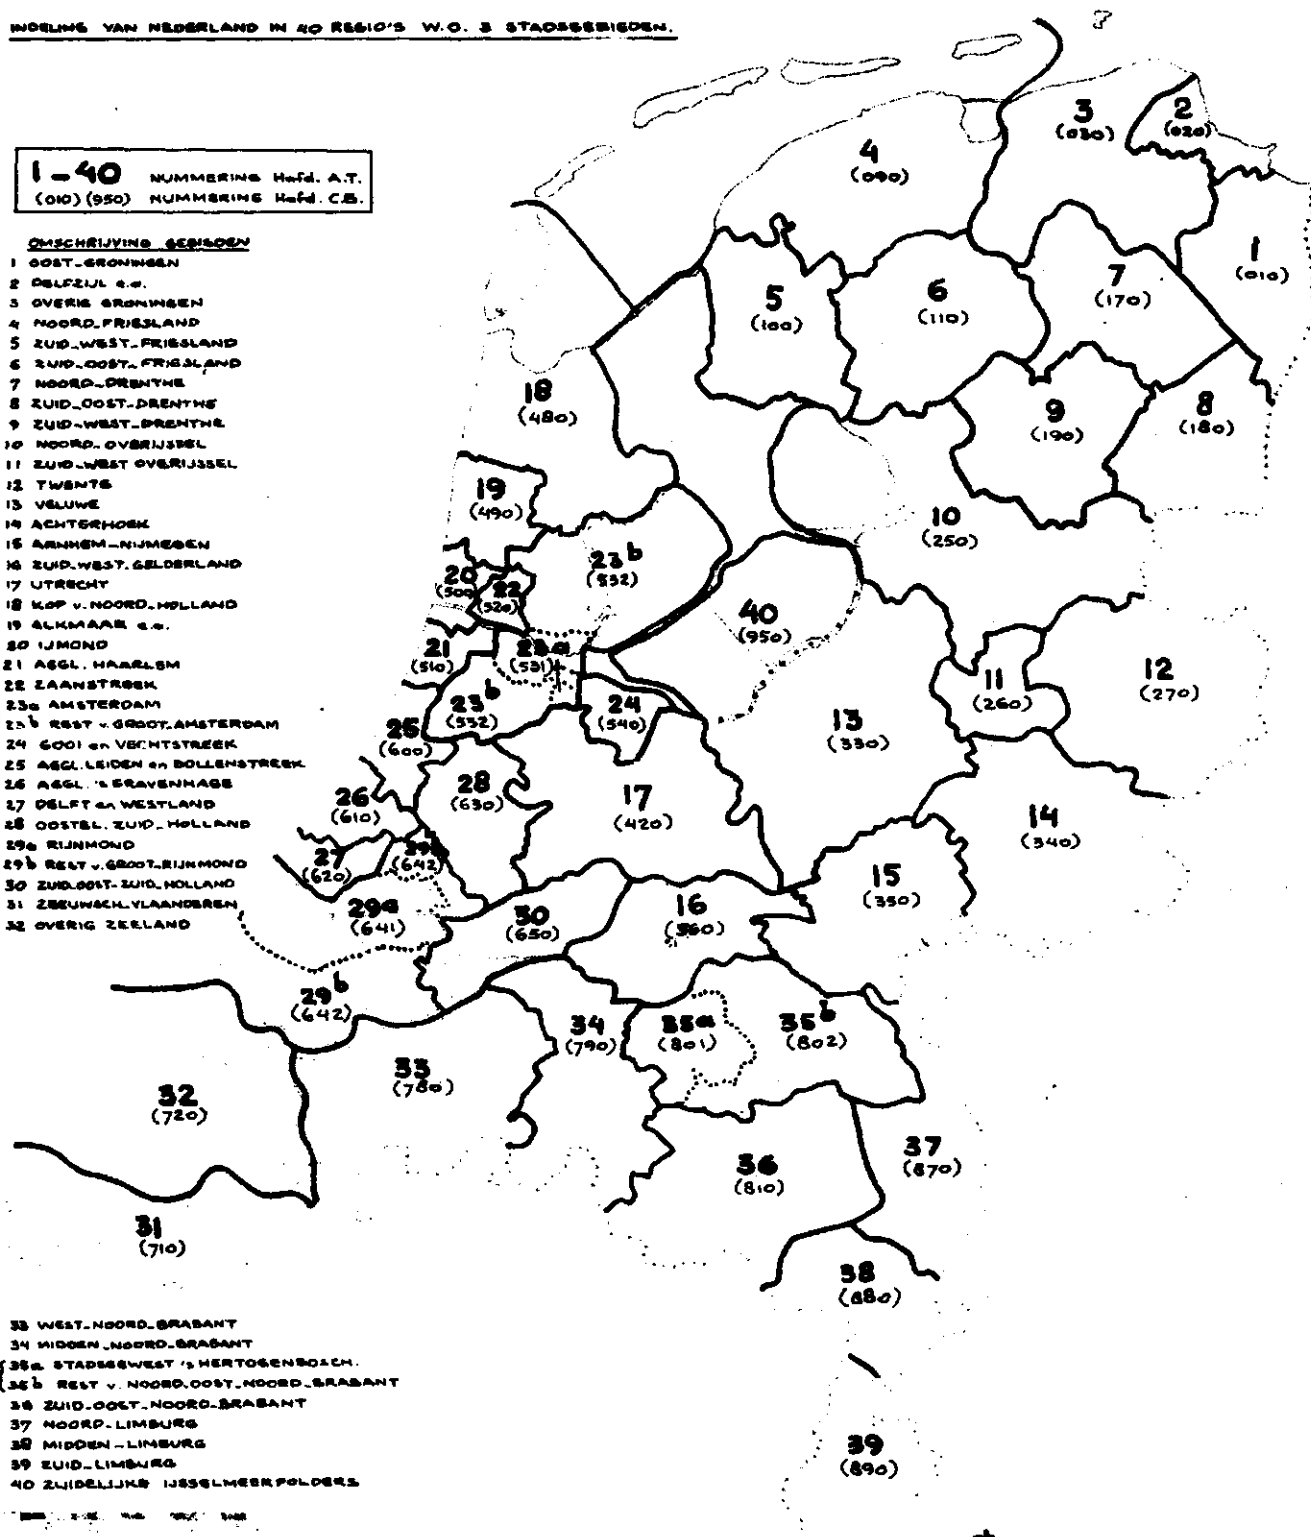 INDELING VAN NEDERLAND IN 40 REGIO'S W.O. 3 STADSGEBIEDEN.
1-40 NUMMERING Hafd. A.T.
(010) (950) NUMMERING Hafd. C.B.
OMSCHRIJVING GEBIEDEN
1 OOST-GRONINGEN
2 DELFZIJL e.o.
3 OVERIG GRONINGEN
4 NOORD-FRIESLAND
5 ZUID-WEST-FRIESLAND
6 ZUID-OOST-FRIESLAND
7 NOORD-DRENTHE
8 ZUID-OOST-DRENTHE
9 ZUID-WEST-DRENTHE
10 NOORD-OVERIJSSEL
11 ZUID-WEST OVERIJSSEL
12 TWENTE
13 VELUWE
14 ACHTERHOEK
15 ARNHEM-NIJMEGEN
16 ZUID-WEST-GELDERLAND
17 UTRECHT
18 KOP v. NOORD-HOLLAND
19 ALKMAAR e.o.
20 IJMOND
21 AGGL. HAARLEM
22 ZAANSTREEK
23a AMSTERDAM
23b REST v. GROOT-AMSTERDAM
24 GOOI en VECHTSTREEK
25 AGGL. LEIDEN en BOLLENSTREEK
26 AGGL. 's GRAVENHAGE
27 DELFT en WESTLAND
28 OOSTEL. ZUID-HOLLAND
29a RIJNMOND
29b REST v. GROOT-RIJNMOND
30 ZUID-OOST-ZUID-HOLLAND
31 ZEEUWSCH-VLAANDEREN
32 OVERIG ZEELAND
33 WEST-NOORD-BRABANT
34 MIDDEN-NOORD-BRABANT
35a STADSGEWEST 's HERTOGENBOSCH.
35b REST v. NOORD-OOST-NOORD-BRABANT
36 ZUID-OOST-NOORD-BRABANT
37 NOORD-LIMBURG
38 MIDDEN-LIMBURG
39 ZUID-LIMBURG
40 ZUIDELIJKE IJSSELMEERPOLDERS
3
(030)
2
(020)
4
(090)
1
(010)
7
(170)
5
(100)
6
(110)
18
(480)
9
(190)
8
(180)
19
(490)
10
(250)
23b
(532)
20
(500)
22
(520)
40
(950)
21
(510)
23a
(531)
12
(270)
11
(260)
23b
(532)
24
(540)
13
(330)
25
(600)
28
(630)
26
(610)
17
(420)
14
(340)
27
(620)
29b
(642)
15
(350)
29a
(641)
30
(650)
16
(360)
29b
(642)
34
(790)
35a
(801)
35b
(802)
33
(780)
32
(720)
37
(870)
36
(810)
31
(710)
38
(880)
39
(890)